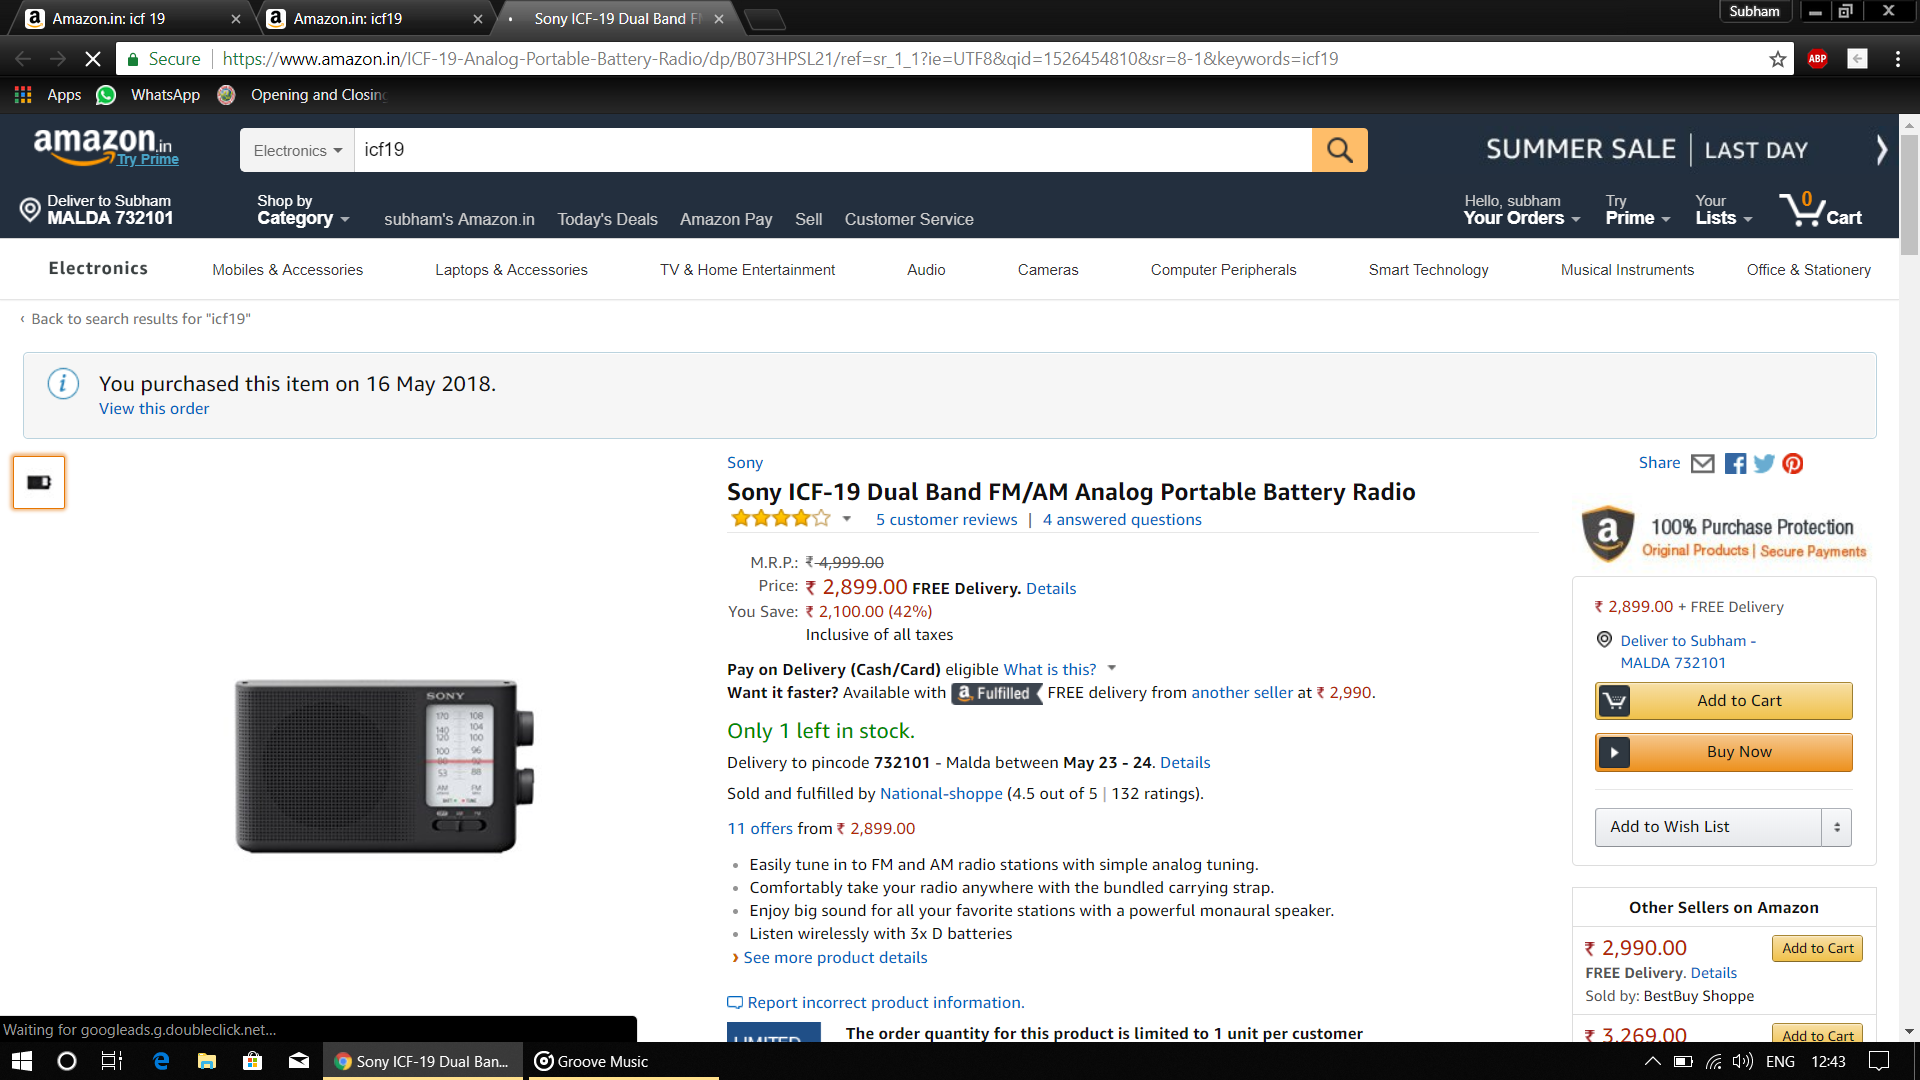 Amazon.in: icf 19
Amazon.in: icf19
Sony ICF-19 Dual Band F
Subham
Secure
https://www.amazon.in/ICF-19-Analog-Portable-Battery-Radio/dp/B073HPSL21/ref=sr_1_1?ie=UTF8&qid=1526454810&sr=8-1&keywords=icf19
ABP
Apps
WhatsApp
Opening and Closin
amazon.in
Try Prime
Electronics
icf19
SUMMER SALE | LAST DAY
Deliver to Subham
MALDA 732101
Shop by
Category
subham's Amazon.in
Today's Deals
Amazon Pay
Sell
Customer Service
Hello, subham
Your Orders
Try
Prime
Your
Lists
0
Cart
Electronics
Mobiles & Accessories
Laptops & Accessories
TV & Home Entertainment
Audio
Cameras
Computer Peripherals
Smart Technology
Musical Instruments
Office & Stationery
‹ Back to search results for "icf19"
You purchased this item on 16 May 2018.
View this order
Sony
Sony ICF-19 Dual Band FM/AM Analog Portable Battery Radio
5 customer reviews | 4 answered questions
M.R.P.: ₹ 4,999.00
Price: ₹ 2,899.00 FREE Delivery. Details
You Save: ₹ 2,100.00 (42%)
Inclusive of all taxes
Pay on Delivery (Cash/Card) eligible What is this?
Want it faster? Available with a Fulfilled FREE delivery from another seller at ₹ 2,990.
Only 1 left in stock.
Delivery to pincode 732101 - Malda between May 23 - 24. Details
Sold and fulfilled by National-shoppe (4.5 out of 5 | 132 ratings).
11 offers from ₹ 2,899.00
• Easily tune in to FM and AM radio stations with simple analog tuning.
• Comfortably take your radio anywhere with the bundled carrying strap.
• Enjoy big sound for all your favorite stations with a powerful monaural speaker.
• Listen wirelessly with 3x D batteries
› See more product details
Report incorrect product information.
LIMITED
The order quantity for this product is limited to 1 unit per customer
SONY
170 108
140 104
120 100
100 96
80 92
53 88
AM FM
Share
100% Purchase Protection
Original Products | Secure Payments
₹ 2,899.00 + FREE Delivery
Deliver to Subham -
MALDA 732101
Add to Cart
Buy Now
Add to Wish List
Other Sellers on Amazon
₹ 2,990.00
Add to Cart
FREE Delivery. Details
Sold by: BestBuy Shoppe
₹ 3,269.00
Add to Cart
Waiting for googleads.g.doubleclick.net...
Sony ICF-19 Dual Ban...
Groove Music
ENG
12:43